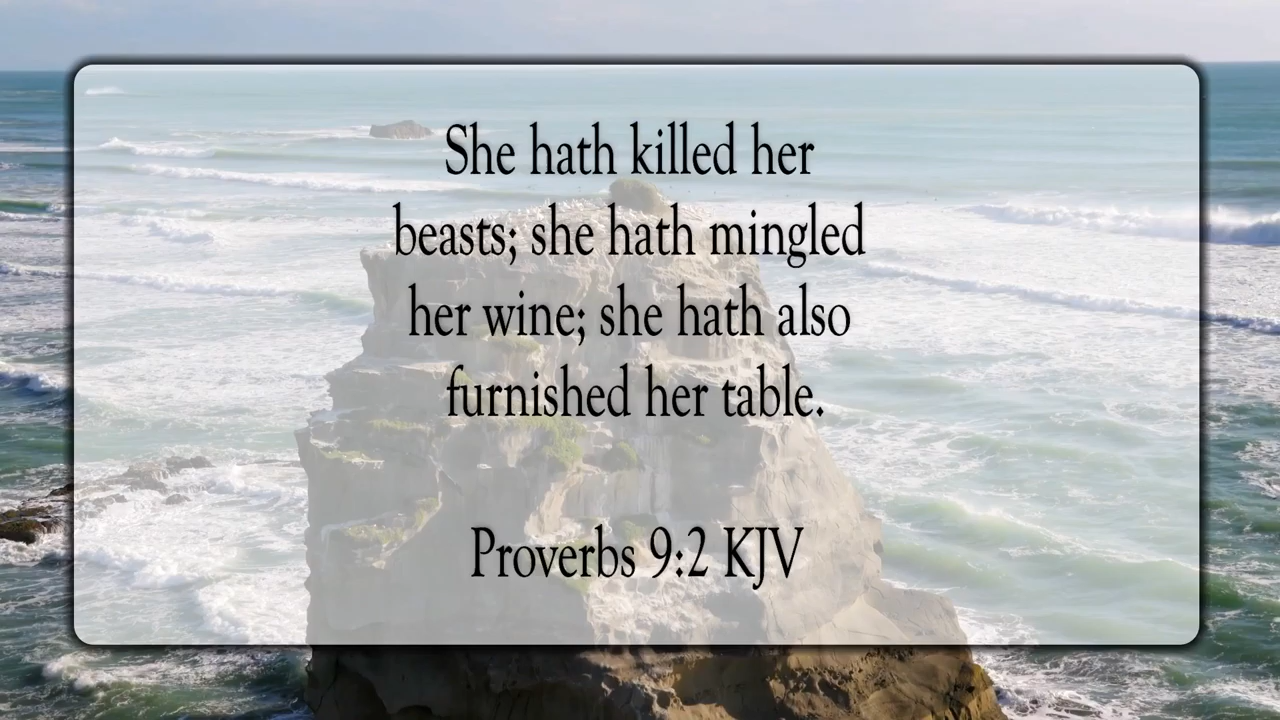 She hath killed her
beasts; she hath mingled
her wine; she hath also
furnished her table.
Proverbs 9:2 KJV